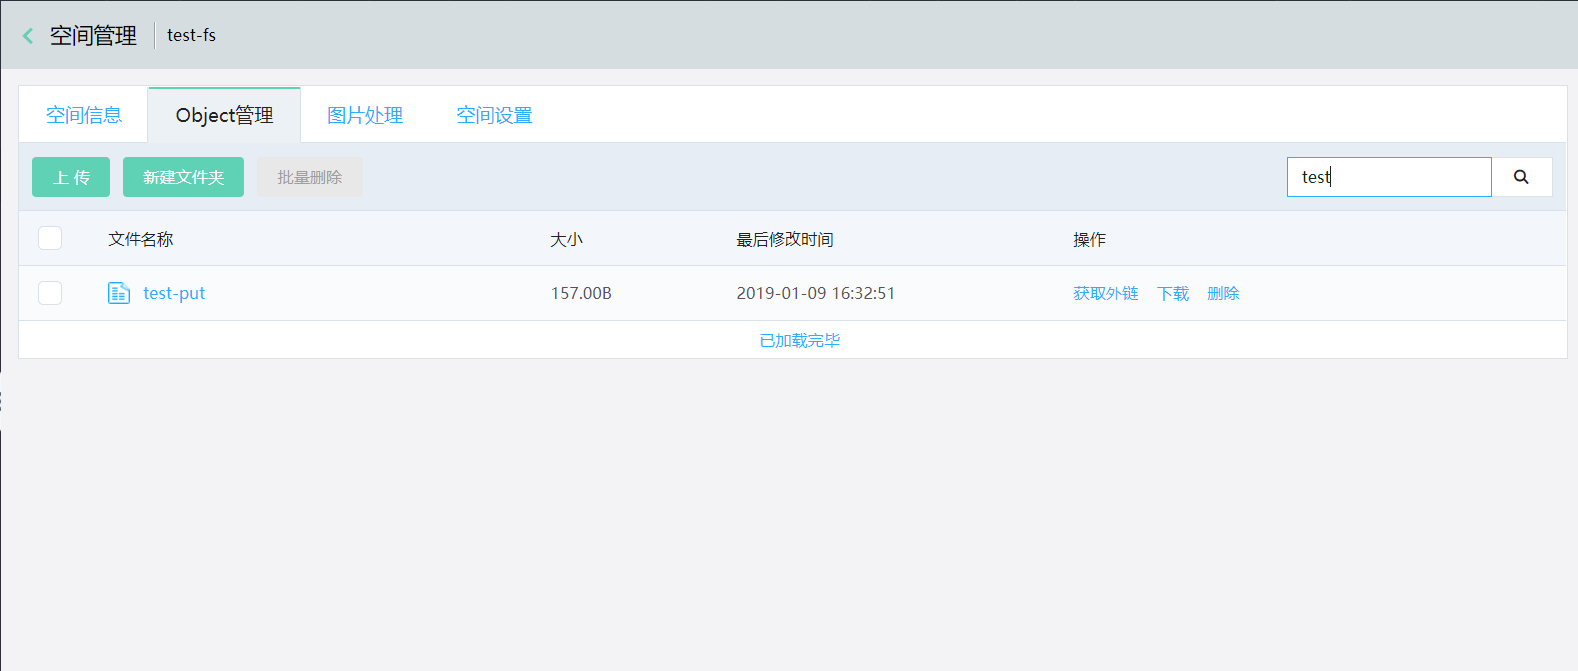 空间管理 test-fs
空间信息 Object管理 图片处理 空间设置
上 传 新建文件夹 批量删除 test
文件名称 大小 最后修改时间 操作
test-put 157.00B 2019-01-09 16:32:51 获取外链 下载 删除
已加载完毕